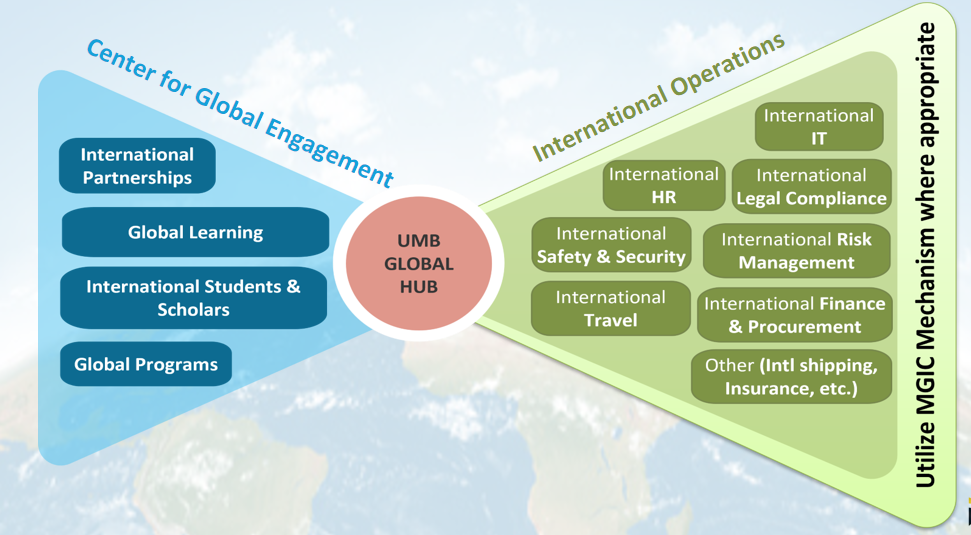 Center for Global Engagement
International
Partnerships
Global Learning
International Students &
Scholars
Global Programs
UMB
GLOBAL
HUB
International Operations
International
IT
International
HR
International
Legal Compliance
International
Safety & Security
International Risk
Management
International
Travel
International Finance
& Procurement
Other (Intl shipping,
Insurance, etc.)
Utilize MGIC Mechanism where appropriate